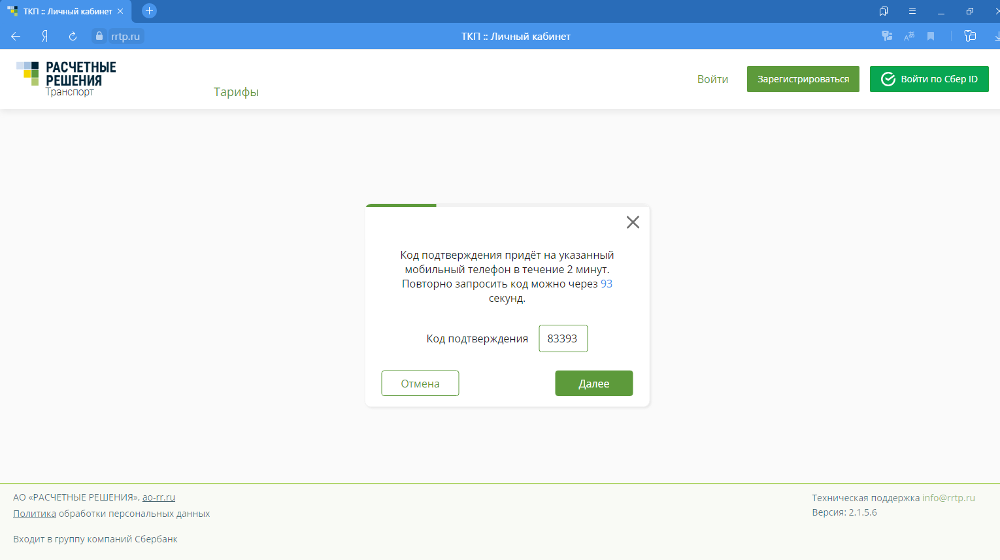 ТКП :: Личный кабинет
rrtp.ru
ТКП :: Личный кабинет
РАСЧЕТНЫЕ
РЕШЕНИЯ
Транспорт
Тарифы
Войти
Зарегистрироваться
Войти по Сбер ID
Код подтверждения придёт на указанный
мобильный телефон в течение 2 минут.
Повторно запросить код можно через 93
секунд.
Код подтверждения 83393
Отмена
Далее
АО «РАСЧЕТНЫЕ РЕШЕНИЯ», ao-rr.ru
Политика обработки персональных данных
Входит в группу компаний Сбербанк
Техническая поддержка info@rrtp.ru
Версия: 2.1.5.6